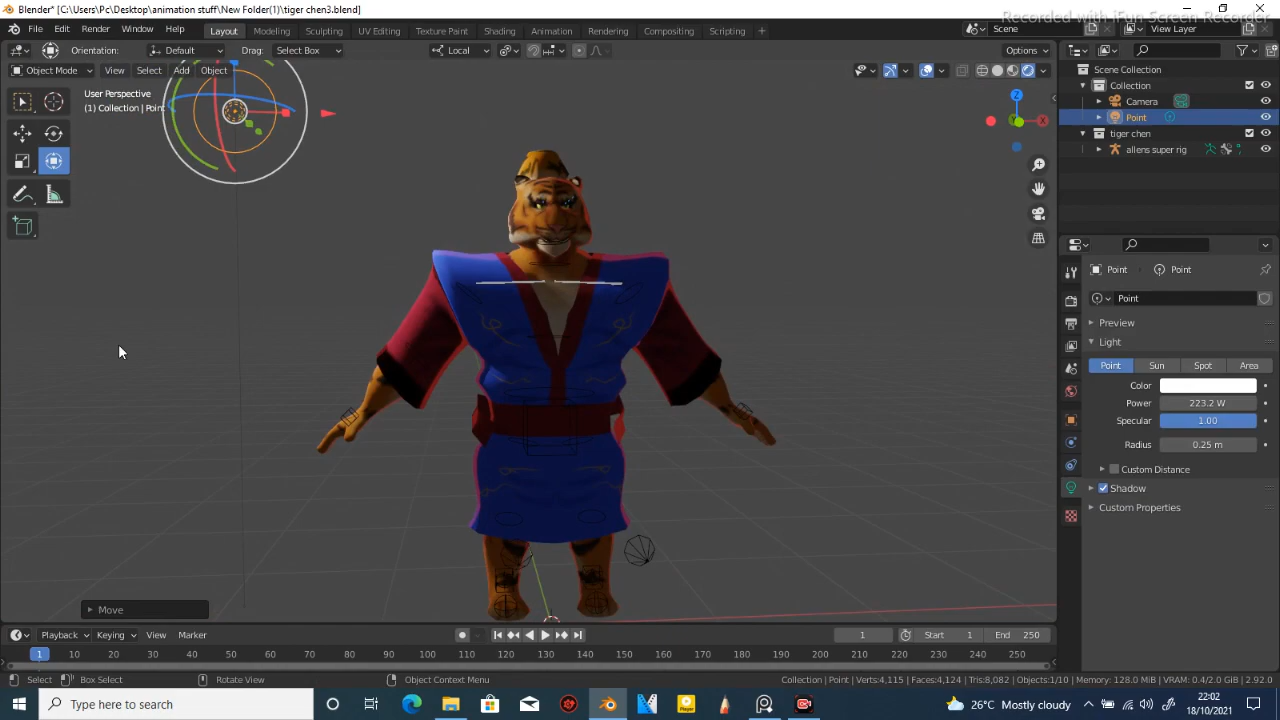 Blender* [C:\Users\Pc\Desktop\animation stuff\New Folder(1)\tiger chen3.blend]
Recorded with iFun Screen Recorder
File Edit Render Window Help Layout Modeling Sculpting UV Editing Texture Paint Shading Animation Rendering Compositing Scripting + Scene View Layer
Orientation: Default Drag: Select Box Local Options
Object Mode View Select Add Object
User Perspective
(1) Collection | Point
Z
X
Scene Collection
Collection
Camera
Point
tiger chen
allens super rig
Point Point
Point
Preview
Light
Point Sun Spot Area
Color
Power 223.2 W
Specular 1.00
Radius 0.25 m
Custom Distance
Shadow
Custom Properties
Move
Playback Keying View Marker 1 Start 1 End 250
1 10 20 30 40 50 60 70 80 90 100 110 120 130 140 150 160 170 180 190 200 210 220 230 240 250
Select Box Select Rotate View Object Context Menu Collection | Point | Verts:4,115 | Faces:4,124 | Tris:8,082 | Objects:1/10 | Memory: 128.0 MiB | VRAM: 0.4/2.0 GiB | 2.92.0
Type here to search 26°C Mostly cloudy 22:02
18/10/2021